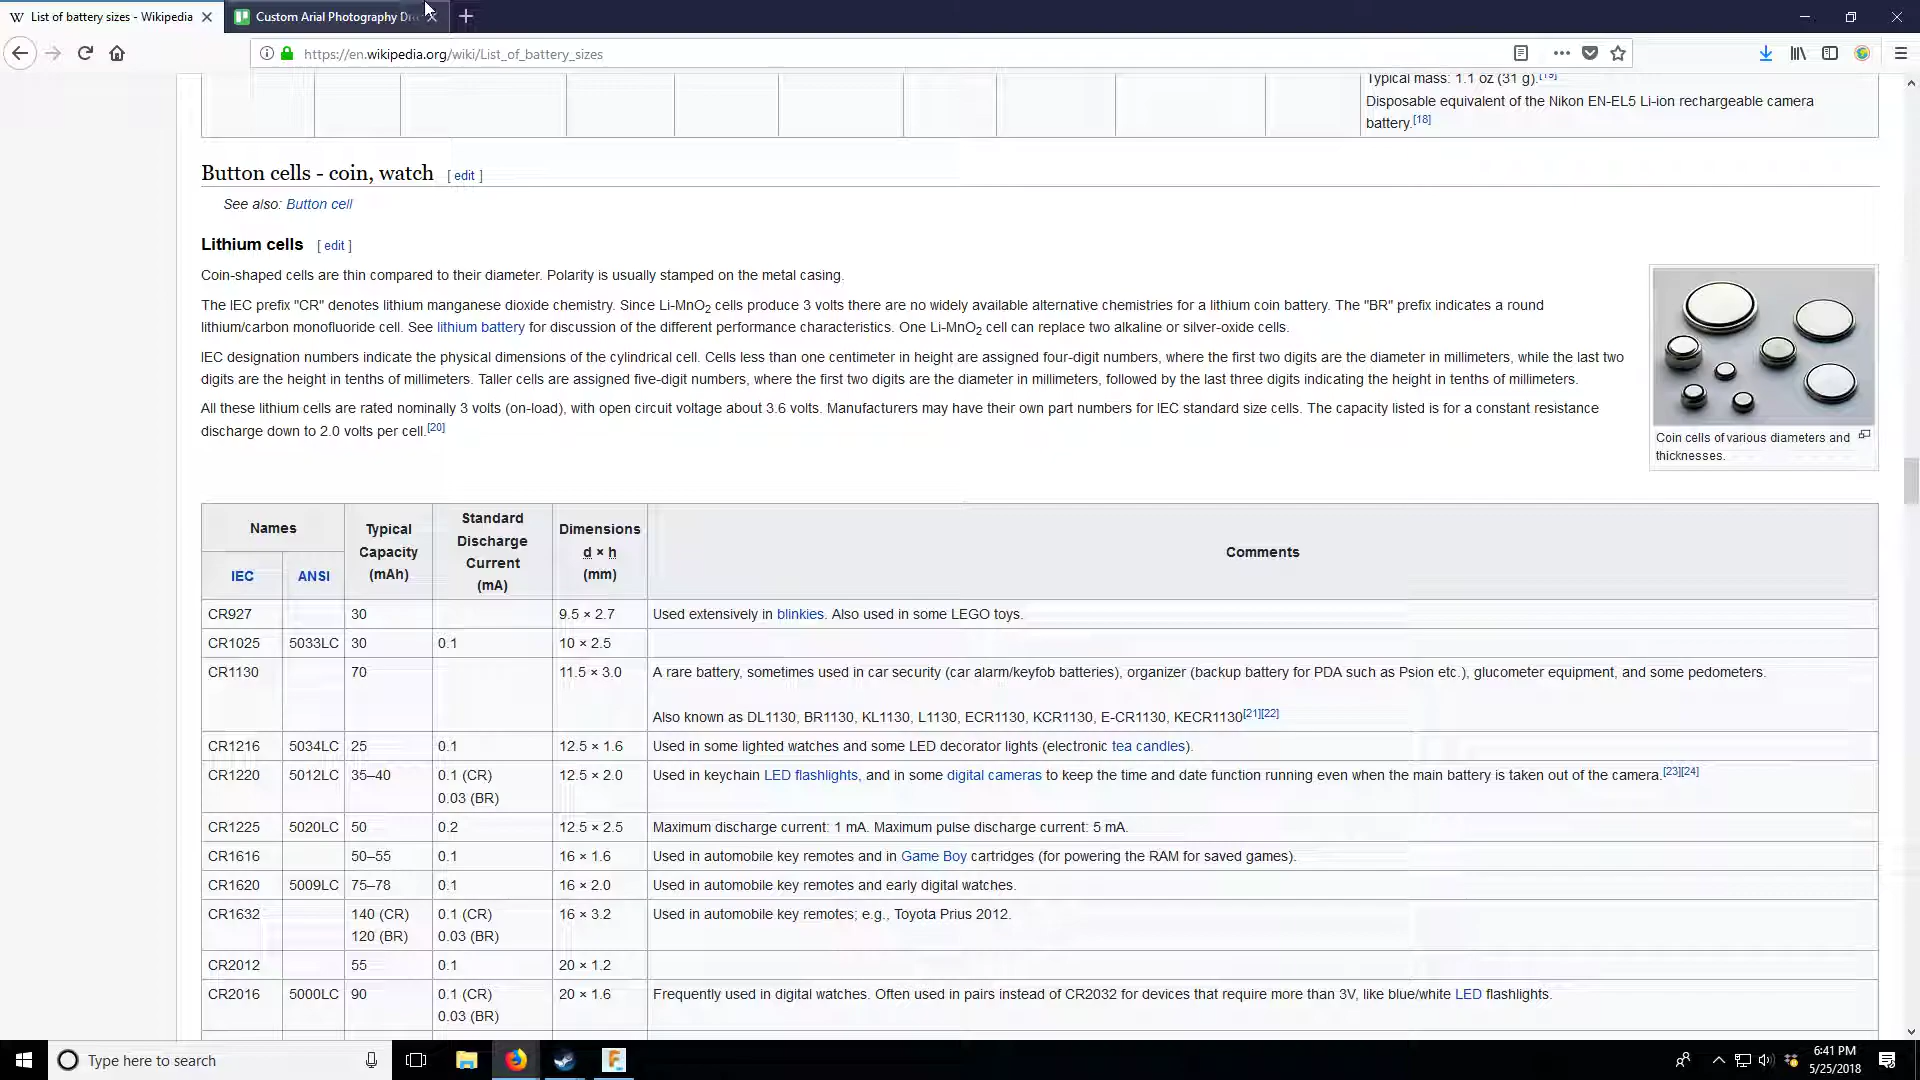 List of battery sizes - Wikipedia
Custom Arial Photography
https://en.wikipedia.org/wiki/List_of_battery_sizes
Typical mass: 1.1 oz (31 g).[19]
Disposable equivalent of the Nikon EN-EL5 Li-ion rechargeable camera
battery.[18]
Button cells - coin, watch [ edit ]
See also: Button cell
Lithium cells [ edit ]
Coin-shaped cells are thin compared to their diameter. Polarity is usually stamped on the metal casing.
The IEC prefix "CR" denotes lithium manganese dioxide chemistry. Since Li-MnO2 cells produce 3 volts there are no widely available alternative chemistries for a lithium coin battery. The "BR" prefix indicates a round
lithium/carbon monofluoride cell. See lithium battery for discussion of the different performance characteristics. One Li-MnO2 cell can replace two alkaline or silver-oxide cells.
IEC designation numbers indicate the physical dimensions of the cylindrical cell. Cells less than one centimeter in height are assigned four-digit numbers, where the first two digits are the diameter in millimeters, while the last two
digits are the height in tenths of millimeters. Taller cells are assigned five-digit numbers, where the first two digits are the diameter in millimeters, followed by the last three digits indicating the height in tenths of millimeters.
All these lithium cells are rated nominally 3 volts (on-load), with open circuit voltage about 3.6 volts. Manufacturers may have their own part numbers for IEC standard size cells. The capacity listed is for a constant resistance
discharge down to 2.0 volts per cell.[20]
Coin cells of various diameters and
thicknesses.
Names
IEC
ANSI
Typical
Capacity
(mAh)
Standard
Discharge
Current
(mA)
Dimensions
d × h
(mm)
Comments
CR927 30 9.5 × 2.7 Used extensively in blinkies. Also used in some LEGO toys.
CR1025 5033LC 30 0.1 10 × 2.5
CR1130 70 11.5 × 3.0 A rare battery, sometimes used in car security (car alarm/keyfob batteries), organizer (backup battery for PDA such as Psion etc.), glucometer equipment, and some pedometers.
Also known as DL1130, BR1130, KL1130, L1130, ECR1130, KCR1130, E-CR1130, KECR1130[21][22]
CR1216 5034LC 25 0.1 12.5 × 1.6 Used in some lighted watches and some LED decorator lights (electronic tea candles).
CR1220 5012LC 35–40 0.1 (CR) 12.5 × 2.0 Used in keychain LED flashlights, and in some digital cameras to keep the time and date function running even when the main battery is taken out of the camera.[23][24]
0.03 (BR)
CR1225 5020LC 50 0.2 12.5 × 2.5 Maximum discharge current: 1 mA. Maximum pulse discharge current: 5 mA.
CR1616 50–55 0.1 16 × 1.6 Used in automobile key remotes and in Game Boy cartridges (for powering the RAM for saved games).
CR1620 5009LC 75–78 0.1 16 × 2.0 Used in automobile key remotes and early digital watches.
CR1632 140 (CR) 0.1 (CR) 16 × 3.2 Used in automobile key remotes; e.g., Toyota Prius 2012.
120 (BR) 0.03 (BR)
CR2012 55 0.1 20 × 1.2
CR2016 5000LC 90 0.1 (CR) 20 × 1.6 Frequently used in digital watches. Often used in pairs instead of CR2032 for devices that require more than 3V, like blue/white LED flashlights.
0.03 (BR)
Type here to search
6:41 PM
5/25/2018